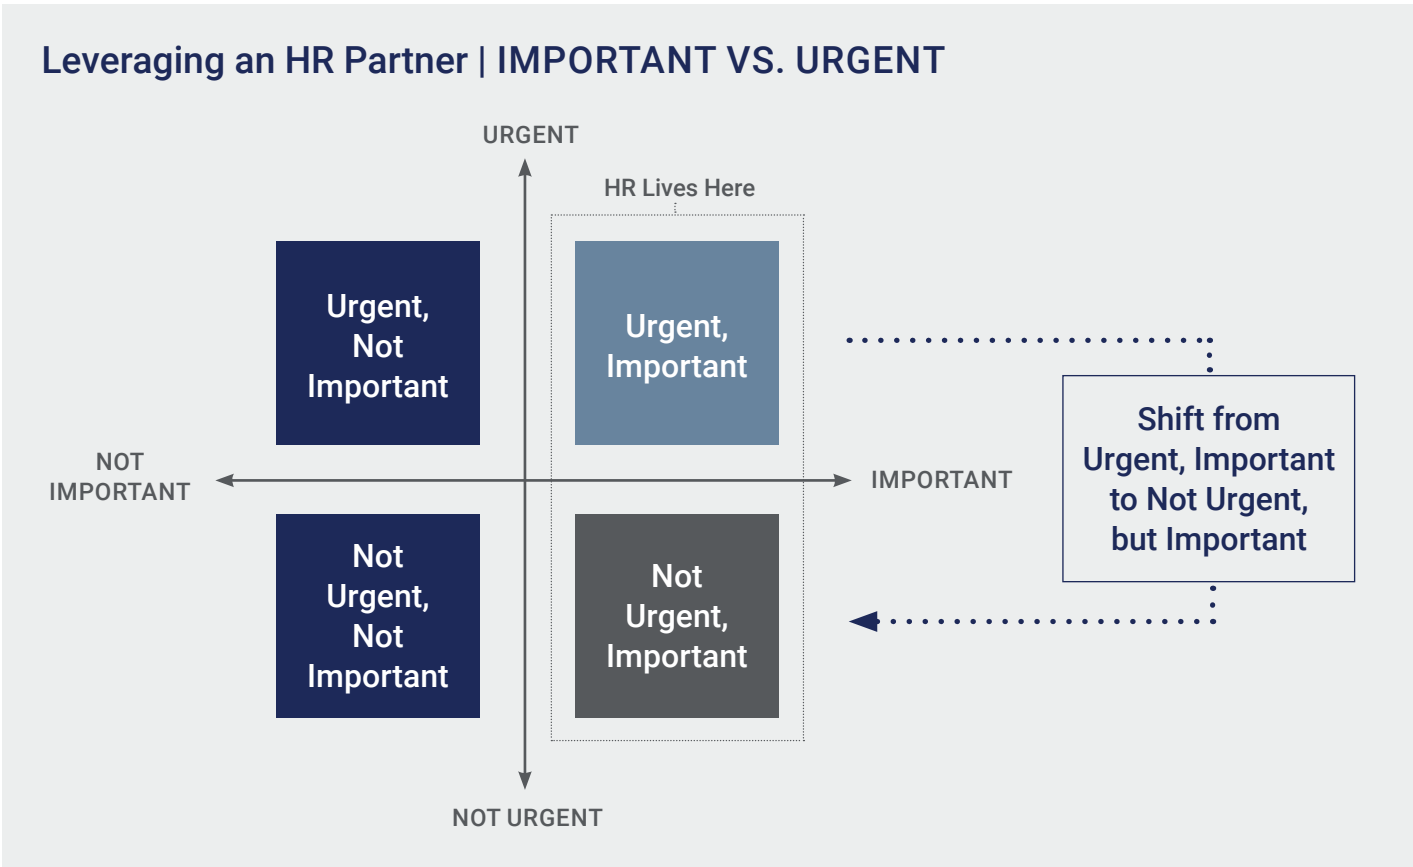 Leveraging an HR Partner | IMPORTANT VS. URGENT
URGENT
HR Lives Here
Urgent,
Not
Important
Urgent,
Important
NOT
IMPORTANT
IMPORTANT
Shift from
Urgent, Important
to Not Urgent,
but Important
Not
Urgent,
Not
Important
Not
Urgent,
Important
NOT URGENT